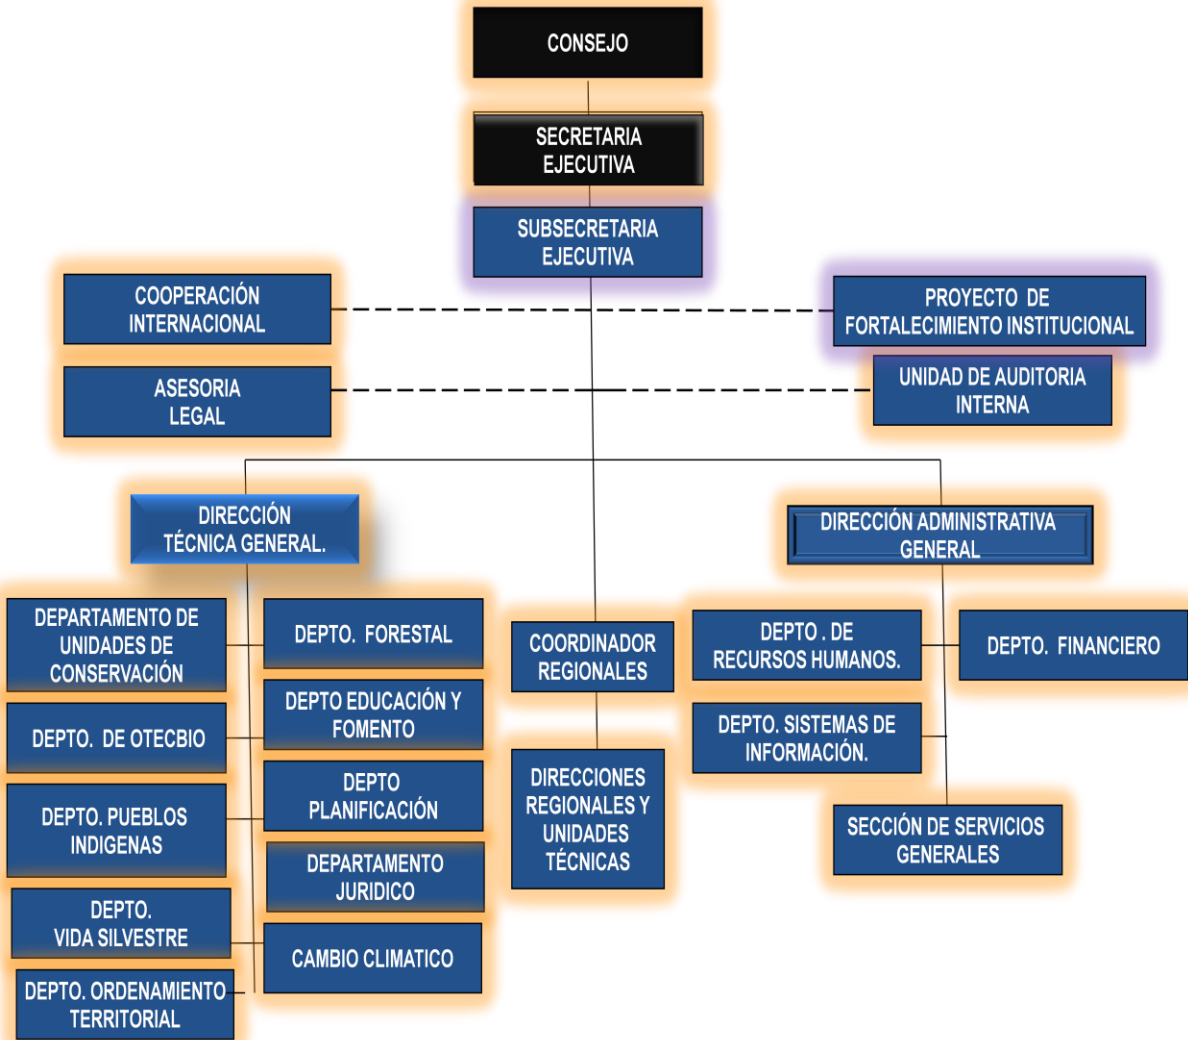 CONSEJO
SECRETARIA
EJECUTIVA
SUBSECRETARIA
EJECUTIVA
COOPERACIÓN
INTERNACIONAL
PROYECTO DE
FORTALECIMIENTO INSTITUCIONAL
ASESORIA
LEGAL
UNIDAD DE AUDITORIA
INTERNA
DIRECCIÓN
TÉCNICA GENERAL.
DIRECCIÓN ADMINISTRATIVA
GENERAL
DEPARTAMENTO DE
UNIDADES DE
CONSERVACIÓN
DEPTO. FORESTAL
DEPTO. DE OTECBIO
DEPTO EDUCACIÓN Y
FOMENTO
DEPTO. PUEBLOS
INDIGENAS
DEPTO
PLANIFICACIÓN
DEPARTAMENTO
JURIDICO
DEPTO.
VIDA SILVESTRE
CAMBIO CLIMATICO
DEPTO. ORDENAMIENTO
TERRITORIAL
COORDINADOR
REGIONALES
DIRECCIONES
REGIONALES Y
UNIDADES
TÉCNICAS
DEPTO . DE
RECURSOS HUMANOS.
DEPTO. FINANCIERO
DEPTO. SISTEMAS DE
INFORMACIÓN.
SECCIÓN DE SERVICIOS
GENERALES